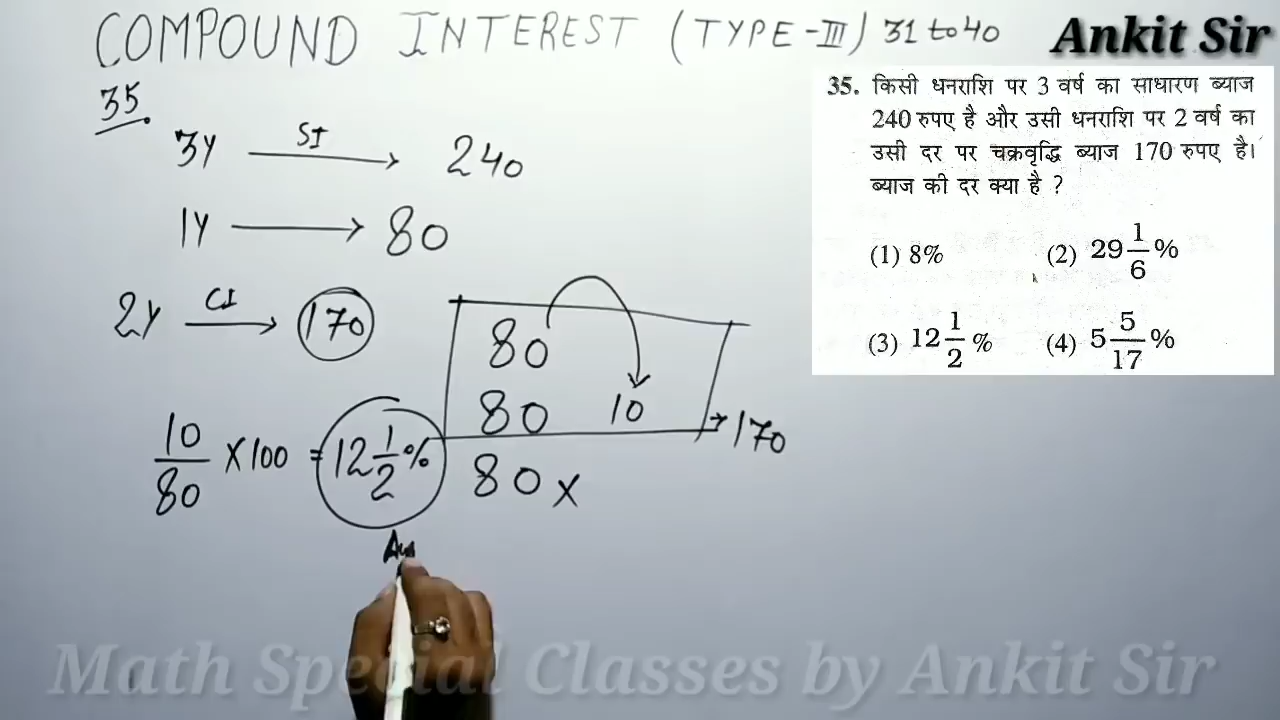 COMPOUND INTEREST (TYPE-III) 31 to 40
Ankit Sir
35.
3Y SI → 240
1Y → 80
2Y CI → 170
80
80 10 → 170
80 x
10/80 x 100 = 12 1/2 %
Ans
35. किसी धनराशि पर 3 वर्ष का साधारण ब्याज
240 रुपए है और उसी धनराशि पर 2 वर्ष का
उसी दर पर चक्रवृद्धि ब्याज 170 रुपए है।
ब्याज की दर क्या है ?
(1) 8% (2) 29 1/6 %
(3) 12 1/2 % (4) 5 5/17 %
Math Special Classes by Ankit Sir